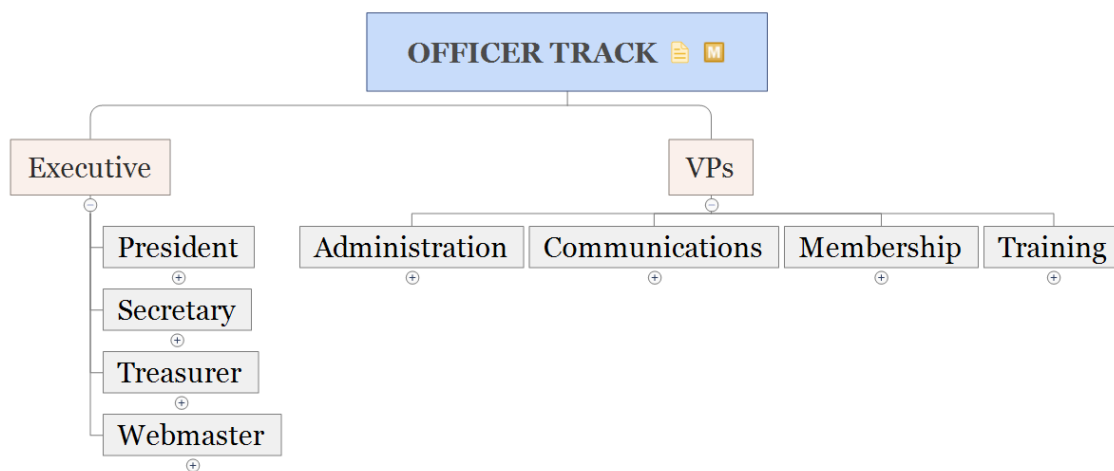 OFFICER TRACK M
Executive
VPs
President
Secretary
Treasurer
Webmaster
Administration
Communications
Membership
Training